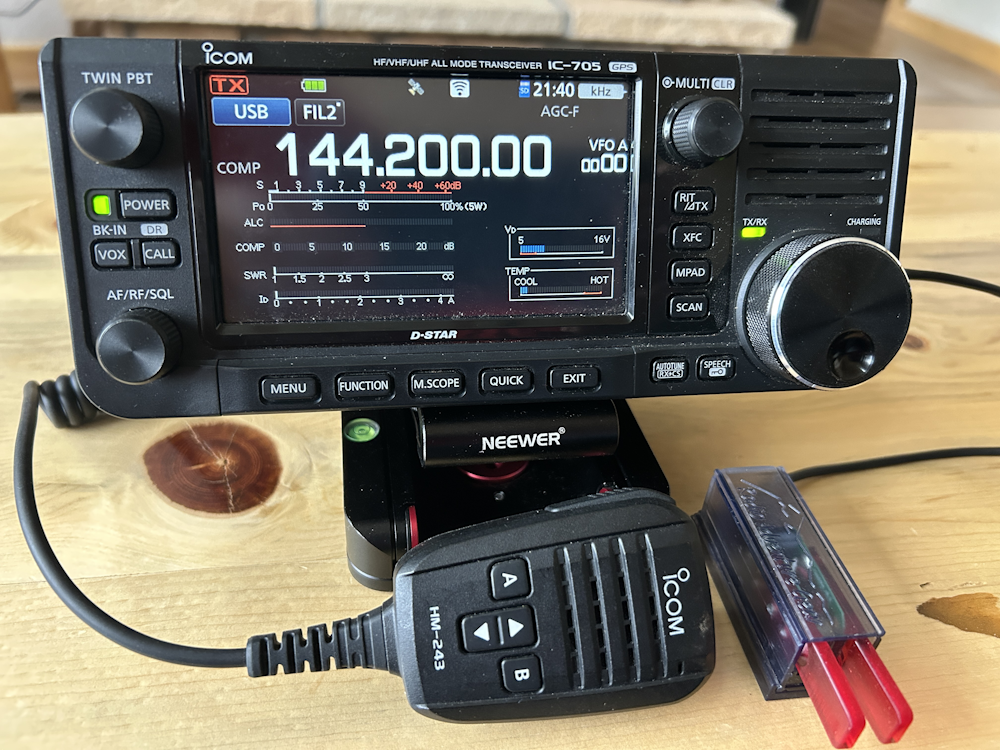 ICOM
HF/VHF/UHF ALL MODE TRANSCEIVER IC-705 GPS
TWIN PBT
MULTI CLR
TX
21:40 kHz
USB FIL2
AGC-F
COMP 144.200.00
VFO A
S 1 3 5 7 9 +20 +40 +60dB
Po 0 25 50 100% (5W)
ALC
COMP 0 5 10 15 20 dB
SWR 1 1.5 2 2.5 3 ∞
ID 0 1 2 3 4 A
VD 5 16V
TEMP
COOL HOT
POWER
BK-IN DR
VOX CALL
AF/RF/SQL
RIT
/ΔTX
XFC
MPAD
SCAN
TX/RX
CHARGING
D-STAR
MENU FUNCTION M.SCOPE QUICK EXIT
AUTOTUNE
RX→CS
SPEECH
NEEWER®
ICOM
HM-243
A
B